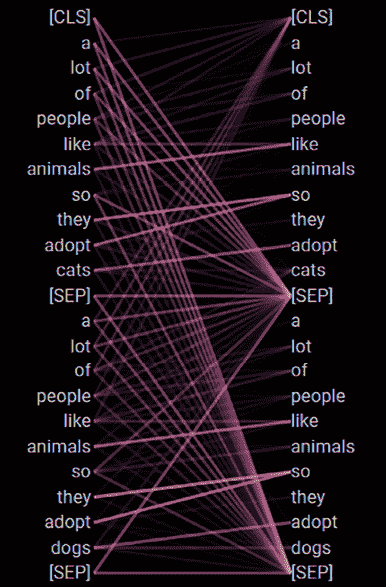 [CLS] [CLS]
a a
lot lot
of of
people people
like like
animals animals
so so
they they
adopt adopt
cats cats
[SEP] [SEP]
a a
lot lot
of of
people people
like like
animals animals
so so
they they
adopt adopt
dogs dogs
[SEP] [SEP]